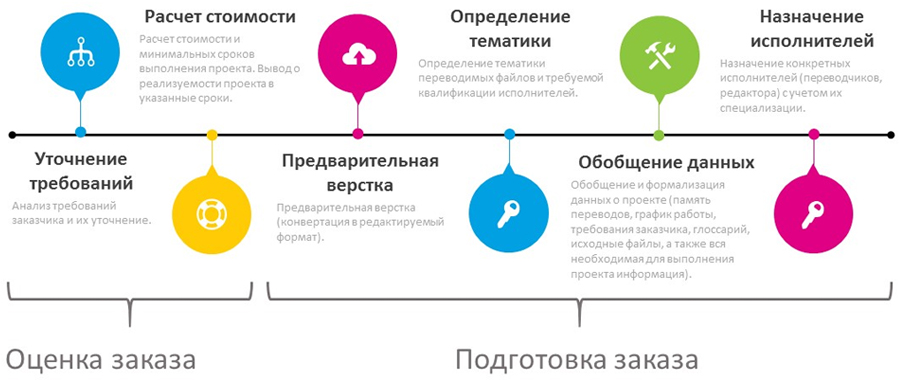 Расчет стоимости
Расчет стоимости и
минимальных сроков
выполнения проекта. Вывод о
реализуемости проекта в
указанные сроки.
Определение
тематики
Определение тематики
переводимых файлов и требуемой
квалификации исполнителей.
Назначение
исполнителей
Назначение конкретных
исполнителей (переводчиков,
редактора) с учетом их
специализации.
Уточнение
требований
Анализ требований
заказчика и их уточнение.
Предварительная
верстка
Предварительная верстка
(конвертация в редактируемый
формат).
Обобщение данных
Обобщение и формализация
данных о проекте (память
переводов, график работы,
требования заказчика, глоссарий,
исходные файлы, а также вся
необходимая для выполнения
проекта информация).
Оценка заказа
Подготовка заказа